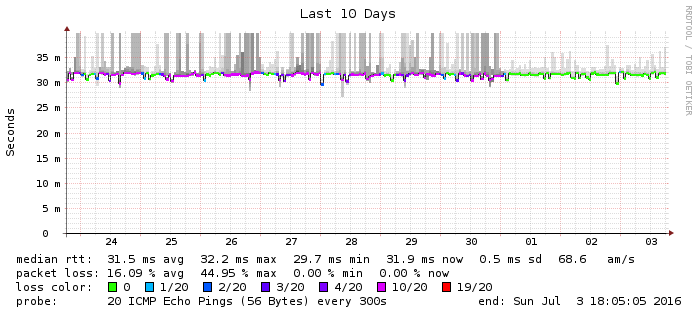 Last 10 Days
RRDTOOL / TOBI OETIKER
Seconds
35 m
30 m
25 m
20 m
15 m
10 m
5 m
0
24 25 26 27 28 29 30 01 02 03
median rtt: 31.5 ms avg 32.2 ms max 29.7 ms min 31.9 ms now 0.5 ms sd 68.6 am/s
packet loss: 16.09 % avg 44.95 % max 0.00 % min 0.00 % now
loss color: 0 1/20 2/20 3/20 4/20 10/20 19/20
probe: 20 ICMP Echo Pings (56 Bytes) every 300s end: Sun Jul 3 18:05:05 2016